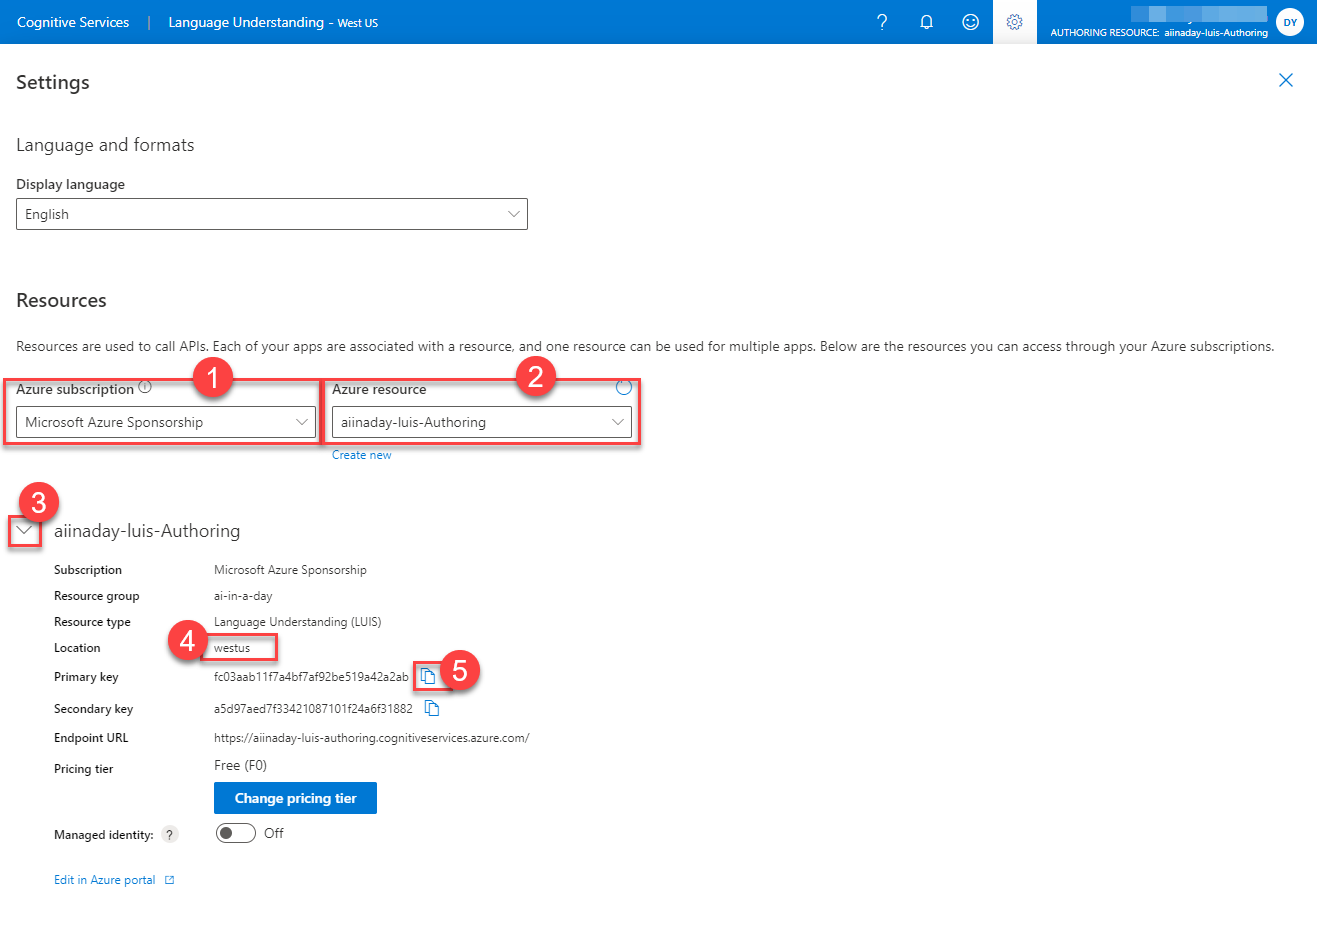 Cognitive Services | Language Understanding - West US ?
AUTHORING RESOURCE: aiinaday-luis-Authoring DY
Settings
Language and formats
Display language
English
Resources
Resources are used to call APIs. Each of your apps are associated with a resource, and one resource can be used for multiple apps. Below are the resources you can access through your Azure subscriptions.
1 2
Azure subscription Azure resource
Microsoft Azure Sponsorship aiinaday-luis-Authoring
Create new
3
aiinaday-luis-Authoring
Subscription Microsoft Azure Sponsorship
Resource group ai-in-a-day
Resource type Language Understanding (LUIS)
4
Location westus
Primary key fc03aab11f7a4bf7af92be519a42a2ab 5
Secondary key a5d97aed7f33421087101f24a6f31882
Endpoint URL https://aiinaday-luis-authoring.cognitiveservices.azure.com/
Pricing tier Free (F0)
Change pricing tier
Managed identity: ? Off
Edit in Azure portal